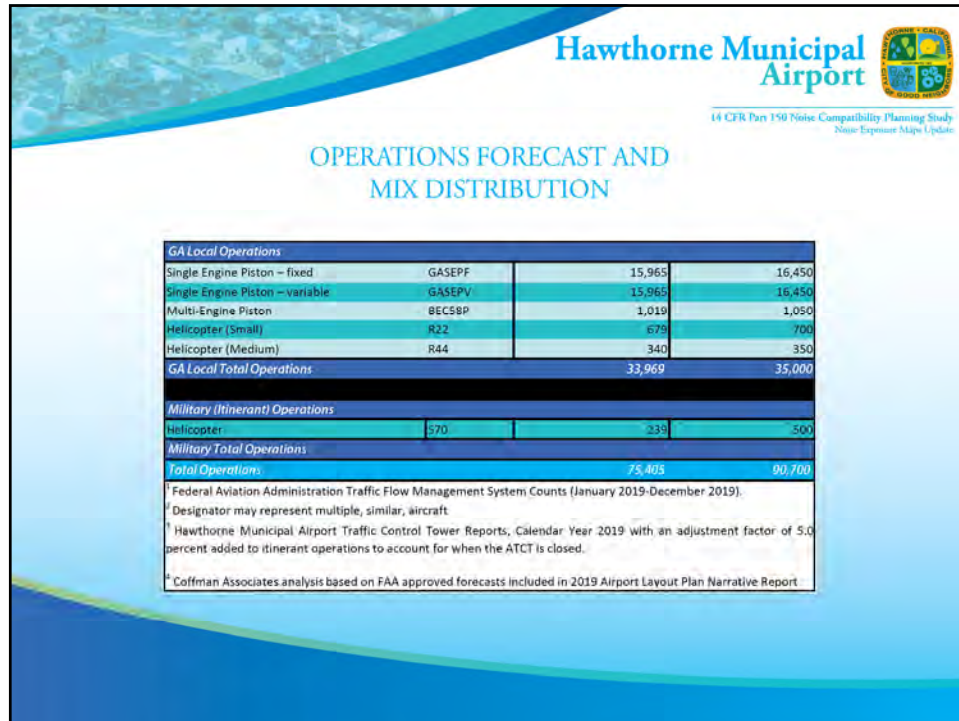 Hawthorne Municipal
Airport
HAWTHORNE • CALIFORNIA
CITY OF GOOD NEIGHBORS
14 CFR Part 150 Noise Compatibility Planning Study
Noise Exposure Maps Update
OPERATIONS FORECAST AND
MIX DISTRIBUTION
GA Local Operations
Single Engine Piston – fixed GASEPF 15,965 16,450
Single Engine Piston – variable GASEPV 15,965 16,450
Multi-Engine Piston BEC58P 1,019 1,050
Helicopter (Small) R22 679 700
Helicopter (Medium) R44 340 350
GA Local Total Operations 33,969 35,000
Military (Itinerant) Operations
Helicopter S70 239 500
Military Total Operations
Total Operations 75,405 90,700
¹ Federal Aviation Administration Traffic Flow Management System Counts (January 2019-December 2019).
² Designator may represent multiple, similar, aircraft
³ Hawthorne Municipal Airport Traffic Control Tower Reports, Calendar Year 2019 with an adjustment factor of 5.0
percent added to itinerant operations to account for when the ATCT is closed.
⁴ Coffman Associates analysis based on FAA approved forecasts included in 2019 Airport Layout Plan Narrative Report